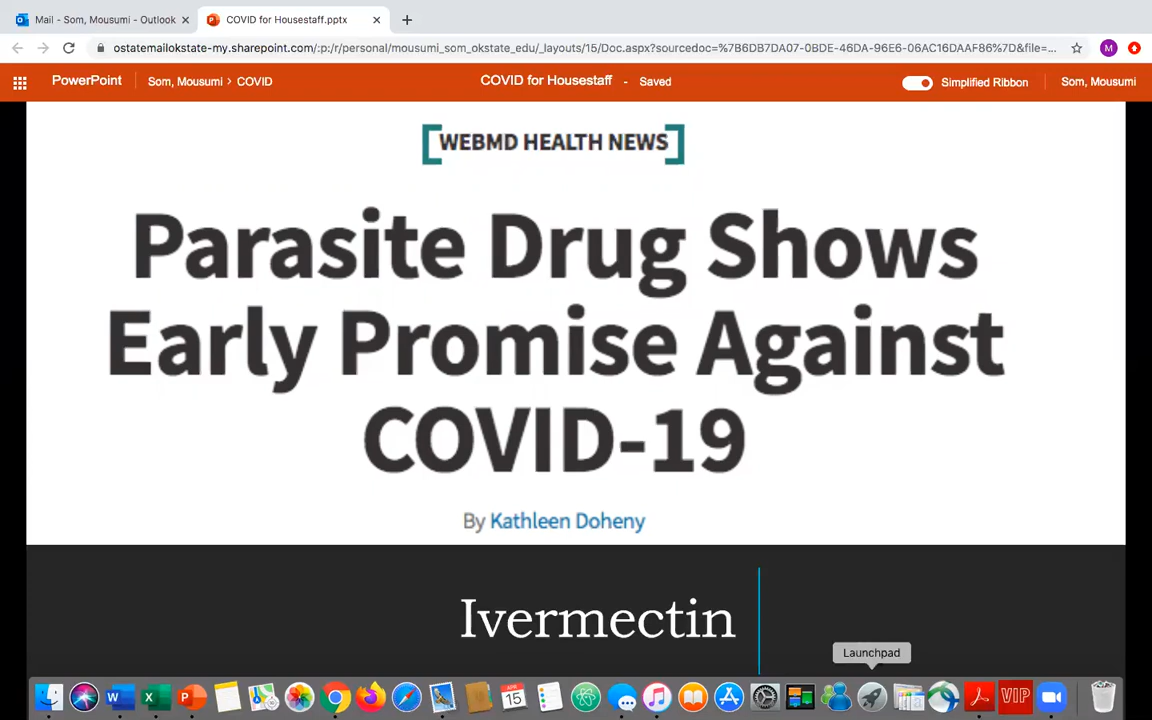 Mail - Som, Mousumi - Outlook
COVID for Housestaff.pptx
ostatemailokstate-my.sharepoint.com/:p:/r/personal/mousumi_som_okstate_edu/_layouts/15/Doc.aspx?sourcedoc=%7B6DB7DA07-0BDE-46DA-96E6-06AC16DAAF86%7D&file=...
M
PowerPoint Som, Mousumi > COVID COVID for Housestaff - Saved Simplified Ribbon Som, Mousumi
[WEBMD HEALTH NEWS]
Parasite Drug Shows
Early Promise Against
COVID-19
By Kathleen Doheny
Ivermectin
Launchpad
APR
15
VIP